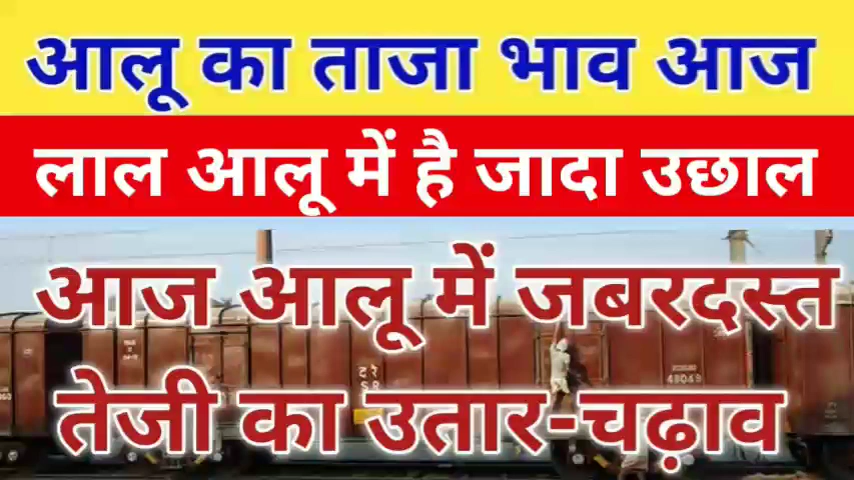 आलू का ताजा भाव आज
लाल आलू में है जादा उछाल
आज आलू में जबरदस्त
तेजी का उतार-चढ़ाव